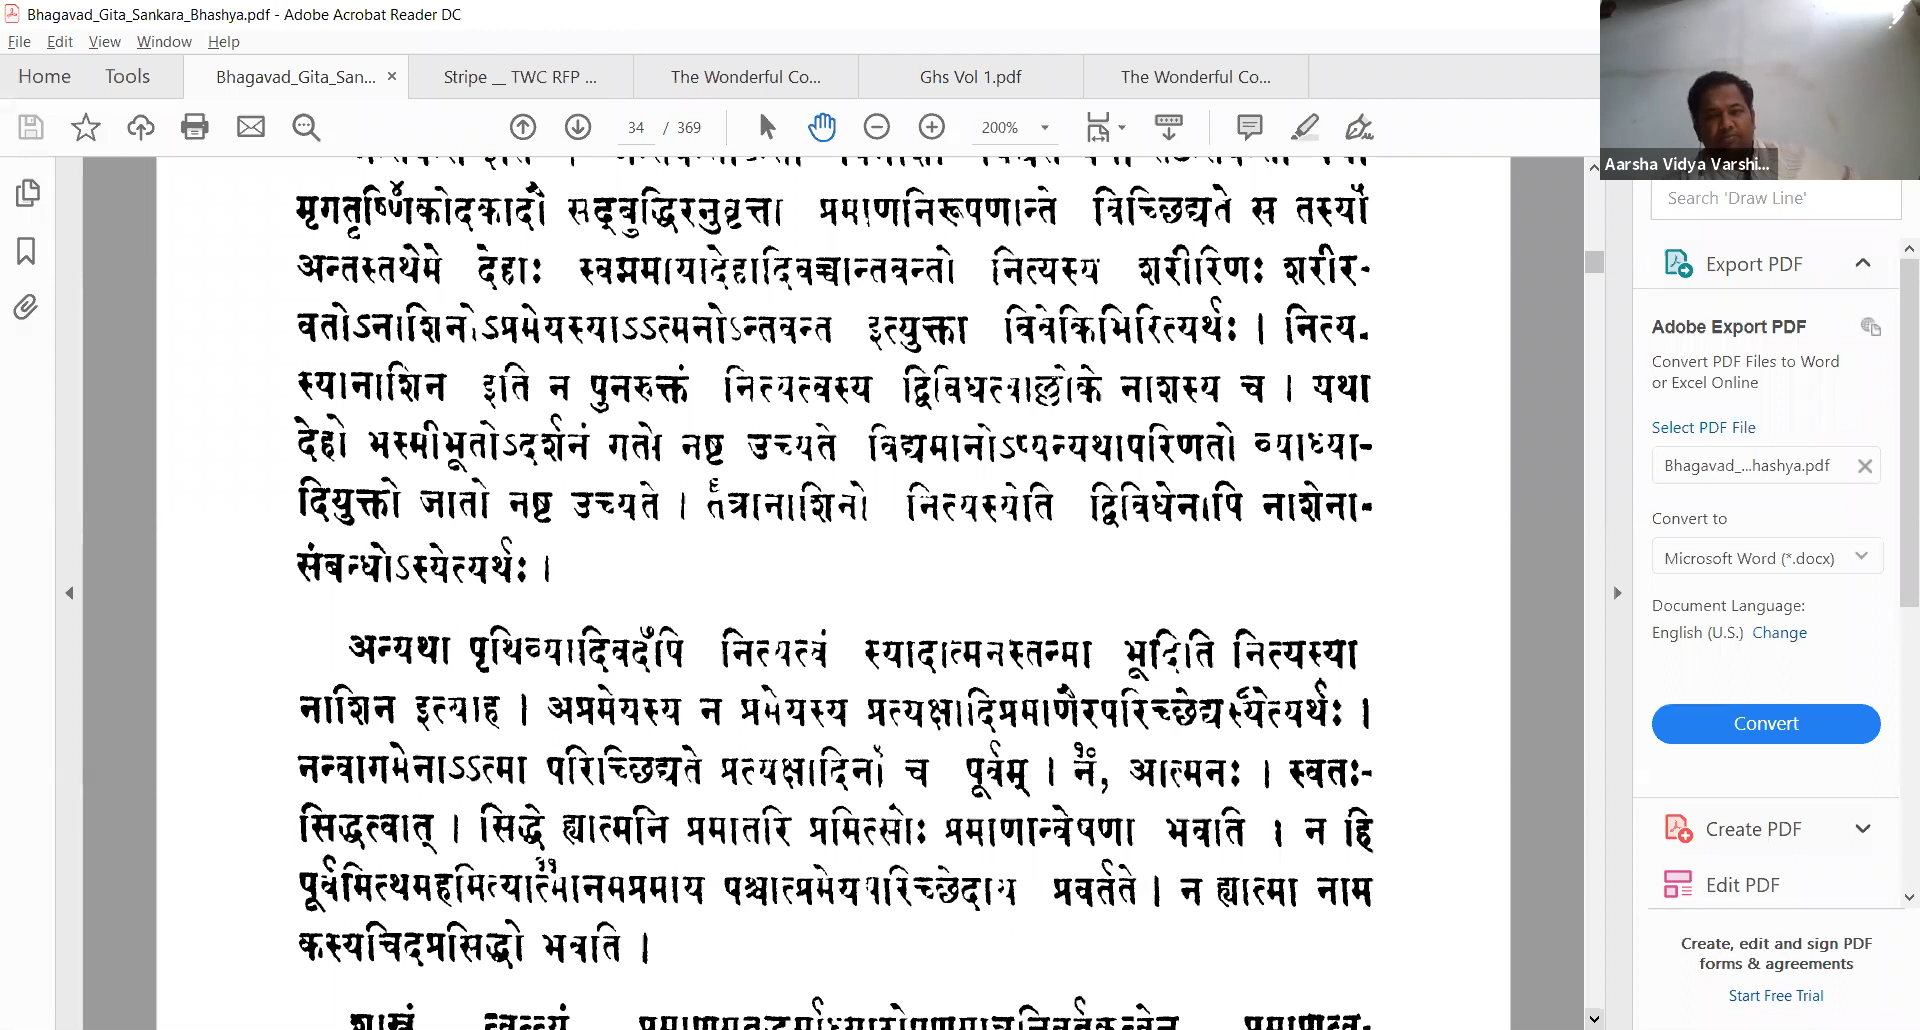 Bhagavad_Gita_Sankara_Bhashya.pdf - Adobe Acrobat Reader DC
File Edit View Window Help
Home Tools Bhagavad_Gita_San... × Stripe __ TWC RFP ... The Wonderful Co... Ghs Vol 1.pdf The Wonderful Co...
34 / 369 200%
Aarsha Vidya Varshi...
Search 'Draw Line'
मृगतृष्णिकोदकादौ सद्बुद्धिरनुवृत्ता प्रमाणनिरूपणान्ते विच्छिद्यते स तस्या
अन्तस्तथेमे देहाः स्वप्नमायादेहादिवच्चान्तवन्तो नित्यस्य शरीरिणः शरीर-
वतोऽनाशिनोऽप्रमेयस्याऽऽत्मनोऽन्तवन्त इत्युक्ता विवेकिभिरित्यर्थः । नित्य-
स्यानाशिन इति न पुनरुक्तं नित्यत्वस्य द्विविधत्वाल्लोके नाशस्य च । यथा
देहो भस्मीभूतोऽदर्शनं गतो नष्ट उच्यते विद्यमानोऽप्यन्यथापरिणतो व्याध्या-
दियुक्तो जातो नष्ट उच्यते । तत्रानाशिनो नित्यस्येति द्विविधेनापि नाशेना-
संबन्धोऽस्येत्यर्थः ।
अन्यथा पृथिव्यादिवदपि नित्यत्वं स्यादात्मनस्तन्मा भूदिति नित्यस्या
नाशिन इत्याह । अप्रमेयस्य न प्रमेयस्य प्रत्यक्षादिप्रमाणैरपरिच्छेद्यस्येत्यर्थः ।
नन्वागमेनाऽऽत्मा परिच्छिद्यते प्रत्यक्षादिना च पूर्वम् । न१०, आत्मनः । स्वतः-
सिद्धत्वात् । सिद्धे ह्यात्मनि प्रमातरि प्रमित्सोः प्रमाणान्वेषणा भवति । न हि
पूर्वमित्थमहमित्या११त्मानमप्रमाय पश्चात्प्रमेयपरिच्छेदाय प्रवर्तते । न ह्यात्मा नाम
कस्यचिदप्रसिद्धो भवति ।
Export PDF
Adobe Export PDF
Convert PDF Files to Word
or Excel Online
Select PDF File
Bhagavad_...hashya.pdf ×
Convert to
Microsoft Word (*.docx)
Document Language:
English (U.S.) Change
Convert
Create PDF
Edit PDF
Create, edit and sign PDF
forms & agreements
Start Free Trial